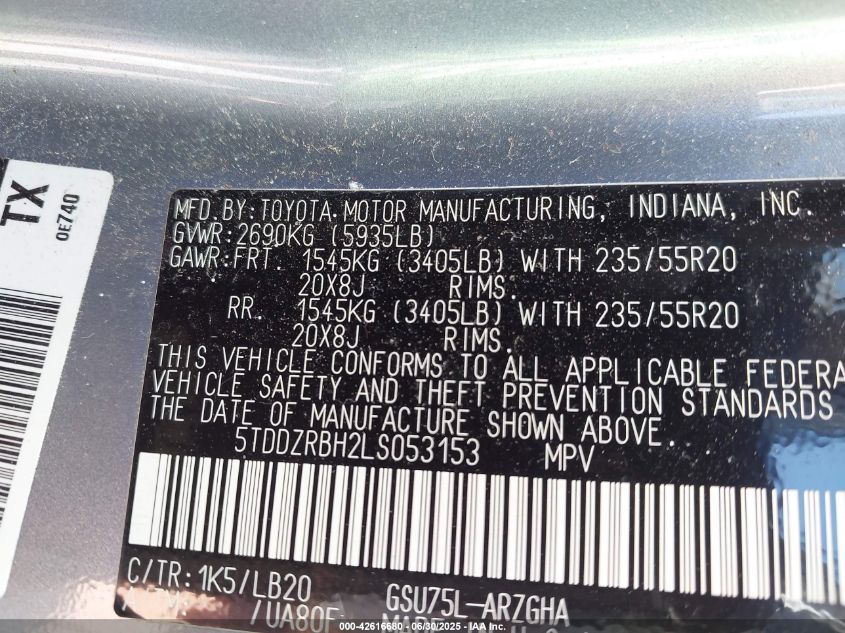 TX
0E740
MFD.BY:TOYOTA MOTOR MANUFACTURING, INDIANA, INC.
GVWR:2690KG (5935LB)
GAWR:FRT. 1545KG (3405LB) WITH 235/55R20
20X8J RIMS.
RR. 1545KG (3405LB) WITH 235/55R20
20X8J RIMS.
THIS VEHICLE CONFORMS TO ALL APPLICABLE FEDERA
VEHICLE SAFETY AND THEFT PREVENTION STANDARDS
THE DATE OF MANUFACTURE SHOWN ABOVE.
5TDDZRBH2LS053153 MPV
C/TR:1K5/LB20 GSU75L-ARZGHA
/UA80F
000 -42616680 - 06/30/2025 - IAA Inc.